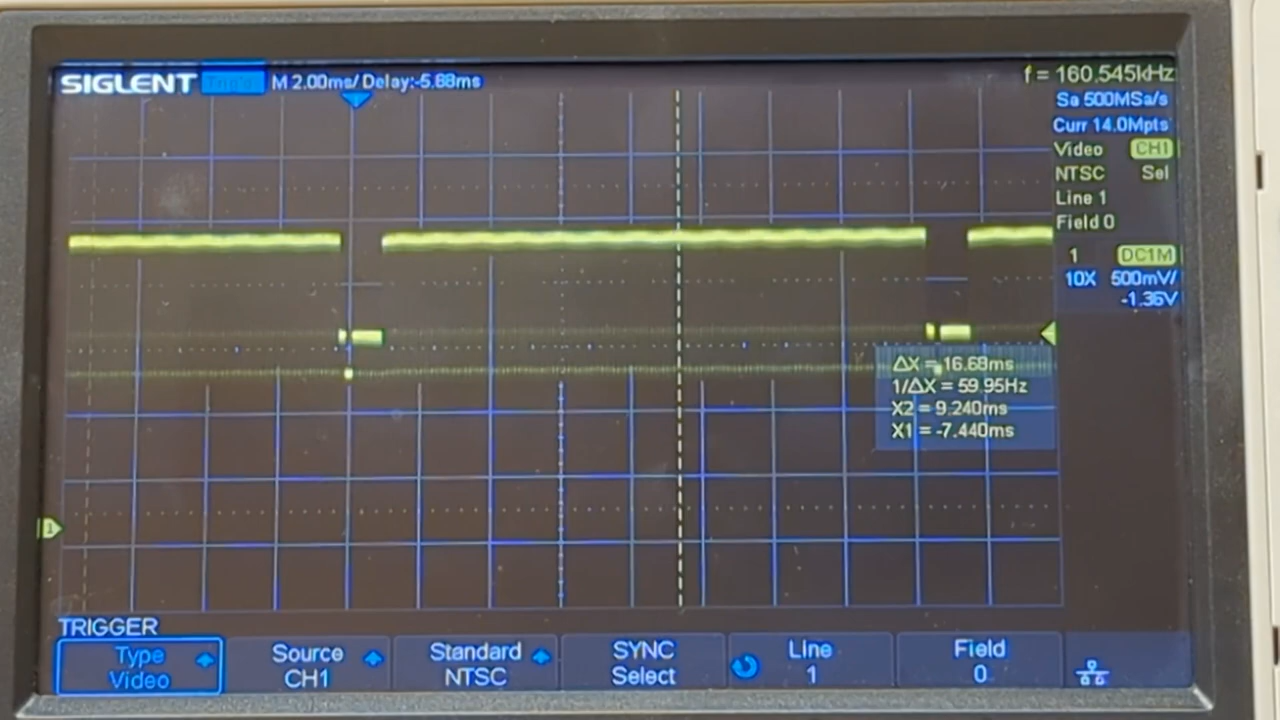 SIGLENT Trig'd M 2.00ms/ Delay:-5.68ms
f = 160.545kHz
Sa 500MSa/s
Curr 14.0Mpts
Video CH1
NTSC Sel
Line 1
Field 0
1 DC1M
10X 500mV/
-1.36V
ΔX = 16.68ms
1/ΔX = 59.95Hz
X2 = 9.240ms
X1 = -7.440ms
1
TRIGGER
Type
Video
Source
CH1
Standard
NTSC
SYNC
Select
Line
1
Field
0